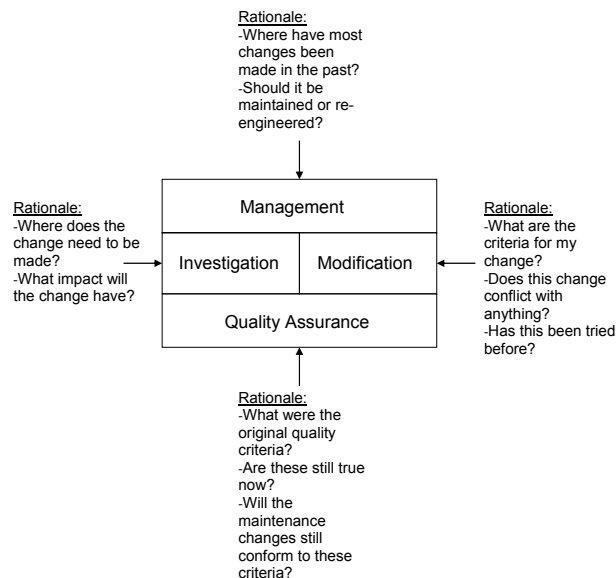 Rationale:
-Where have most
changes been
made in the past?
-Should it be
maintained or re-
engineered?
Management
Rationale:
-Where does the
change need to be
made?
-What impact will
the change have?
Investigation
Modification
Rationale:
-What are the
criteria for my
change?
-Does this change
conflict with
anything?
-Has this been tried
before?
Quality Assurance
Rationale:
-What were the
original quality
criteria?
-Are these still true
now?
-Will the
maintenance
changes still
conform to these
criteria?